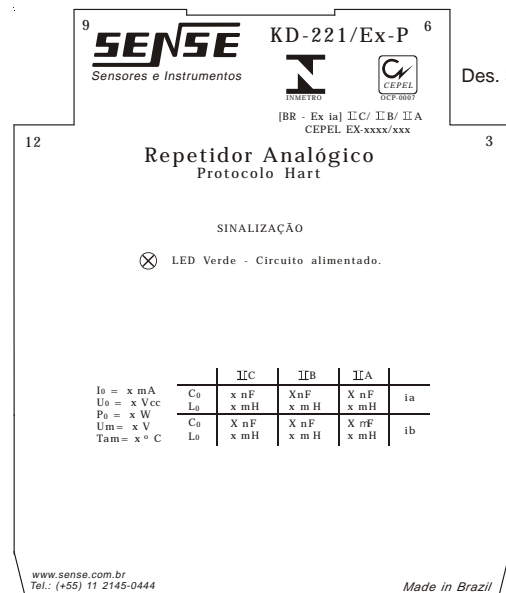 9
SENSE
Sensores e Instrumentos
KD-221/Ex-P
6
INMETRO
CEPEL
OCP-0007
Des.
[BR - Ex ia] IIC/ IIB/ IIA
CEPEL EX-xxxx/xxx
12
3
Repetidor Analógico
Protocolo Hart
SINALIZAÇÃO
LED Verde - Circuito alimentado.
I0 = x mA
U0 = x Vcc
P0 = x W
Um= x V
Tam= x º C
IIC IIB IIA
C0 x nF XnF X nF ia
L0 x mH x m H x mH
C0 X nF X nF X mF ib
L0 x mH x m H x mH
www.sense.com.br
Tel.: (+55) 11 2145-0444
Made in Brazil